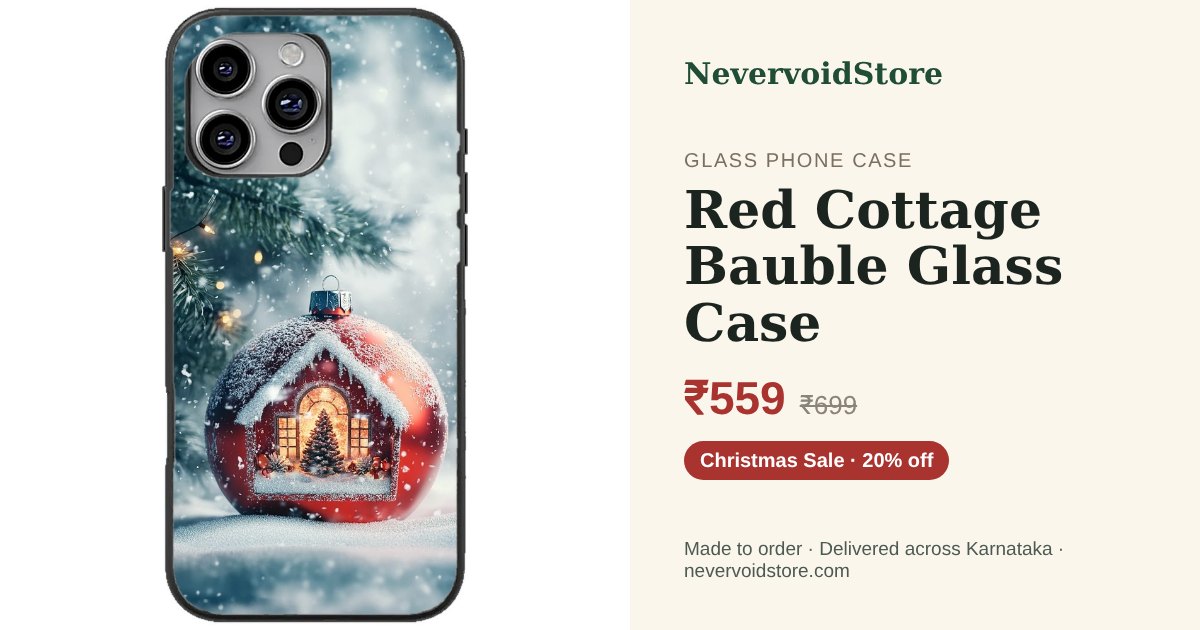 NevervoidStore
GLASS PHONE CASE
Red Cottage
Bauble Glass
Case
₹559 ₹699
Christmas Sale · 20% off
Made to order · Delivered across Karnataka ·
nevervoidstore.com